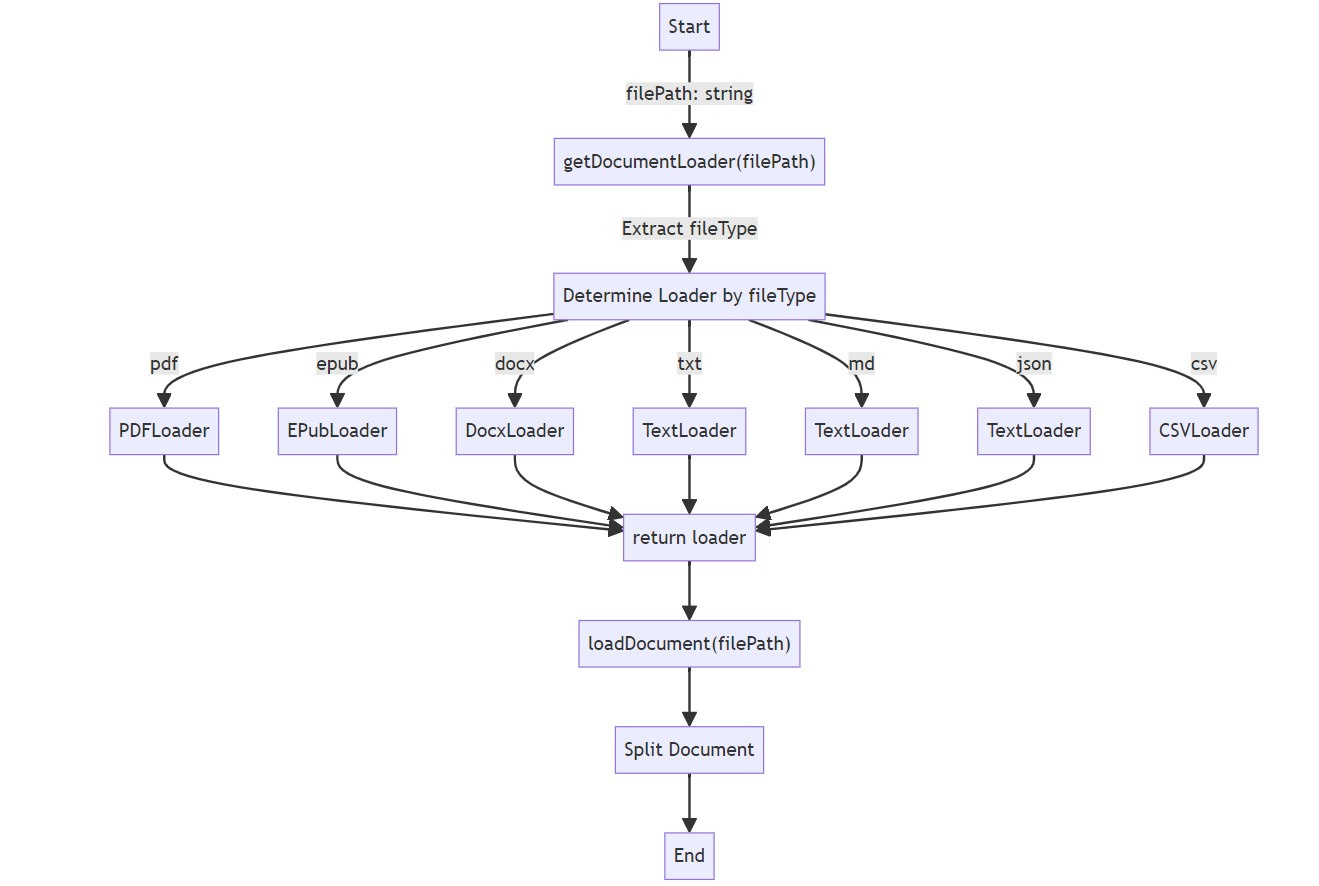 Start
filePath: string
getDocumentLoader(filePath)
Extract fileType
Determine Loader by fileType
pdf
epub
docx
txt
md
json
csv
PDFLoader
EPubLoader
DocxLoader
TextLoader
TextLoader
TextLoader
CSVLoader
return loader
loadDocument(filePath)
Split Document
End